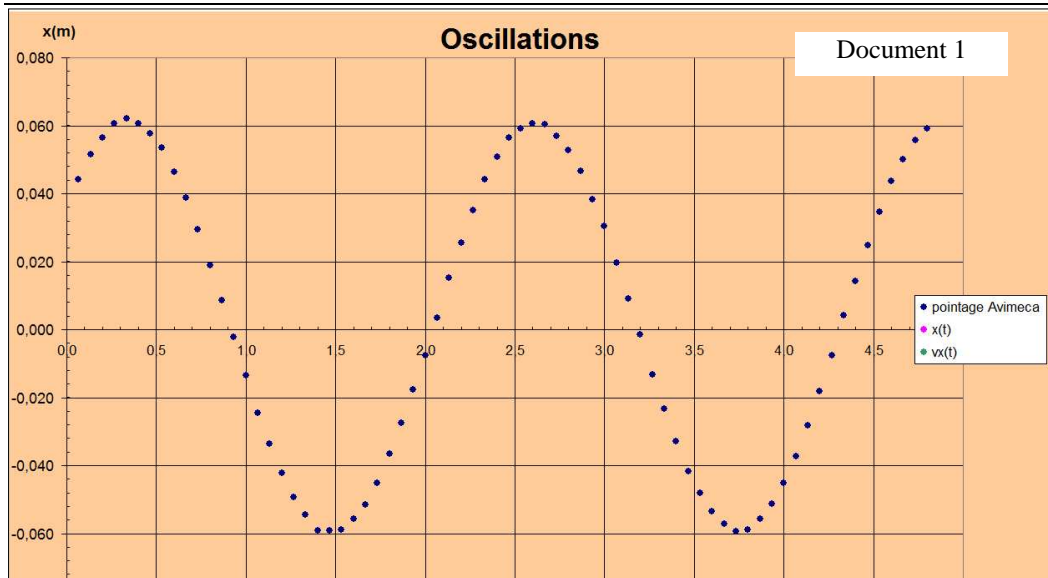 x(m)
Oscillations
Document 1
0,080
0,060
0,040
0,020
0,000
0.0 0.5 1.0 1.5 2.0 2.5 3.0 3.5 4.0 4.5
-0,020
-0,040
-0,060
pointage Avimeca
x(t)
vx(t)